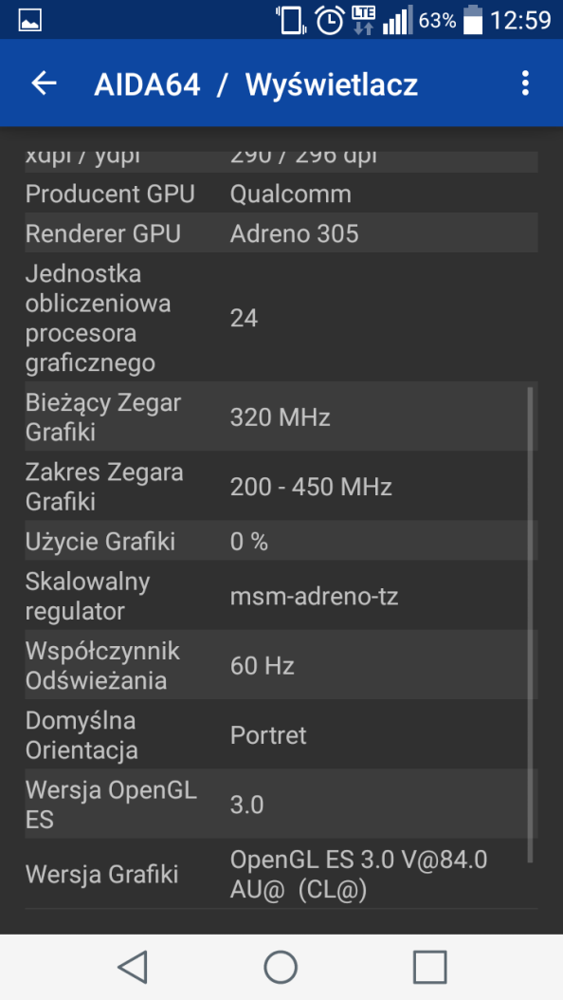 LTE 63% 12:59
AIDA64 / Wyświetlacz
xdpi / ydpi 290 / 296 dpi
Producent GPU Qualcomm
Renderer GPU Adreno 305
Jednostka
obliczeniowa
procesora
graficznego
24
Bieżący Zegar
Grafiki
320 MHz
Zakres Zegara
Grafiki
200 - 450 MHz
Użycie Grafiki 0 %
Skalowalny
regulator
msm-adreno-tz
Współczynnik
Odświeżania
60 Hz
Domyślna
Orientacja
Portret
Wersja OpenGL
ES
3.0
Wersja Grafiki
OpenGL ES 3.0 V@84.0
AU@ (CL@)